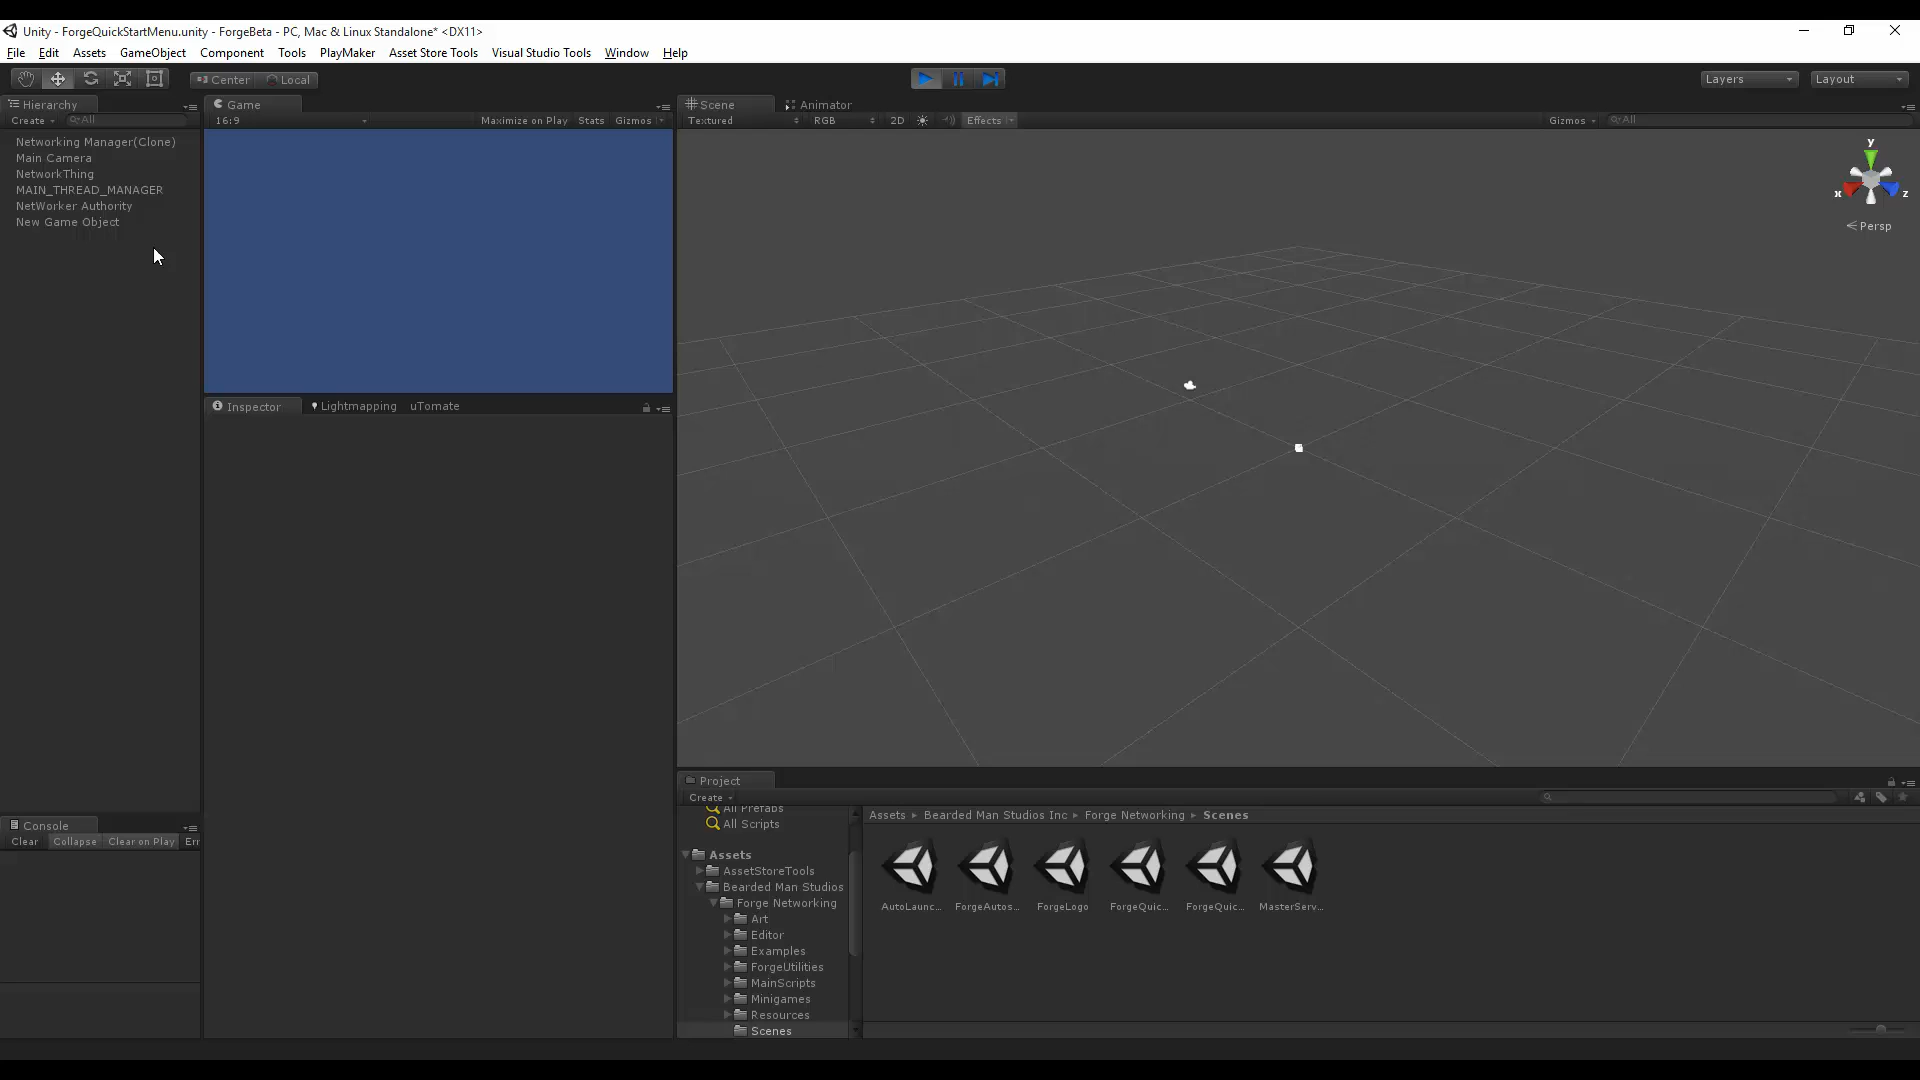 Unity - ForgeQuickStartMenu.unity - ForgeBeta - PC, Mac & Linux Standalone* <DX11>
File Edit Assets GameObject Component Tools PlayMaker Asset Store Tools Visual Studio Tools Window Help
Center Local Layers Layout
Hierarchy Game Scene Animator
Create All 16:9 Maximize on Play Stats Gizmos Textured RGB 2D Effects Gizmos All
Networking Manager(Clone)
Main Camera
NetworkThing
MAIN_THREAD_MANAGER
NetWorker Authority
New Game Object
y
x z
Persp
Inspector Lightmapping uTomate
Project
Create
All Prefabs
All Scripts
Assets
AssetStoreTools
Bearded Man Studios
Forge Networking
Art
Editor
Examples
ForgeUtilities
MainScripts
Minigames
Resources
Scenes
Assets Bearded Man Studios Inc Forge Networking Scenes
AutoLaunc... ForgeAutos... ForgeLogo ForgeQuic... ForgeQuic... MasterServ...
Console
Clear Collapse Clear on Play Err